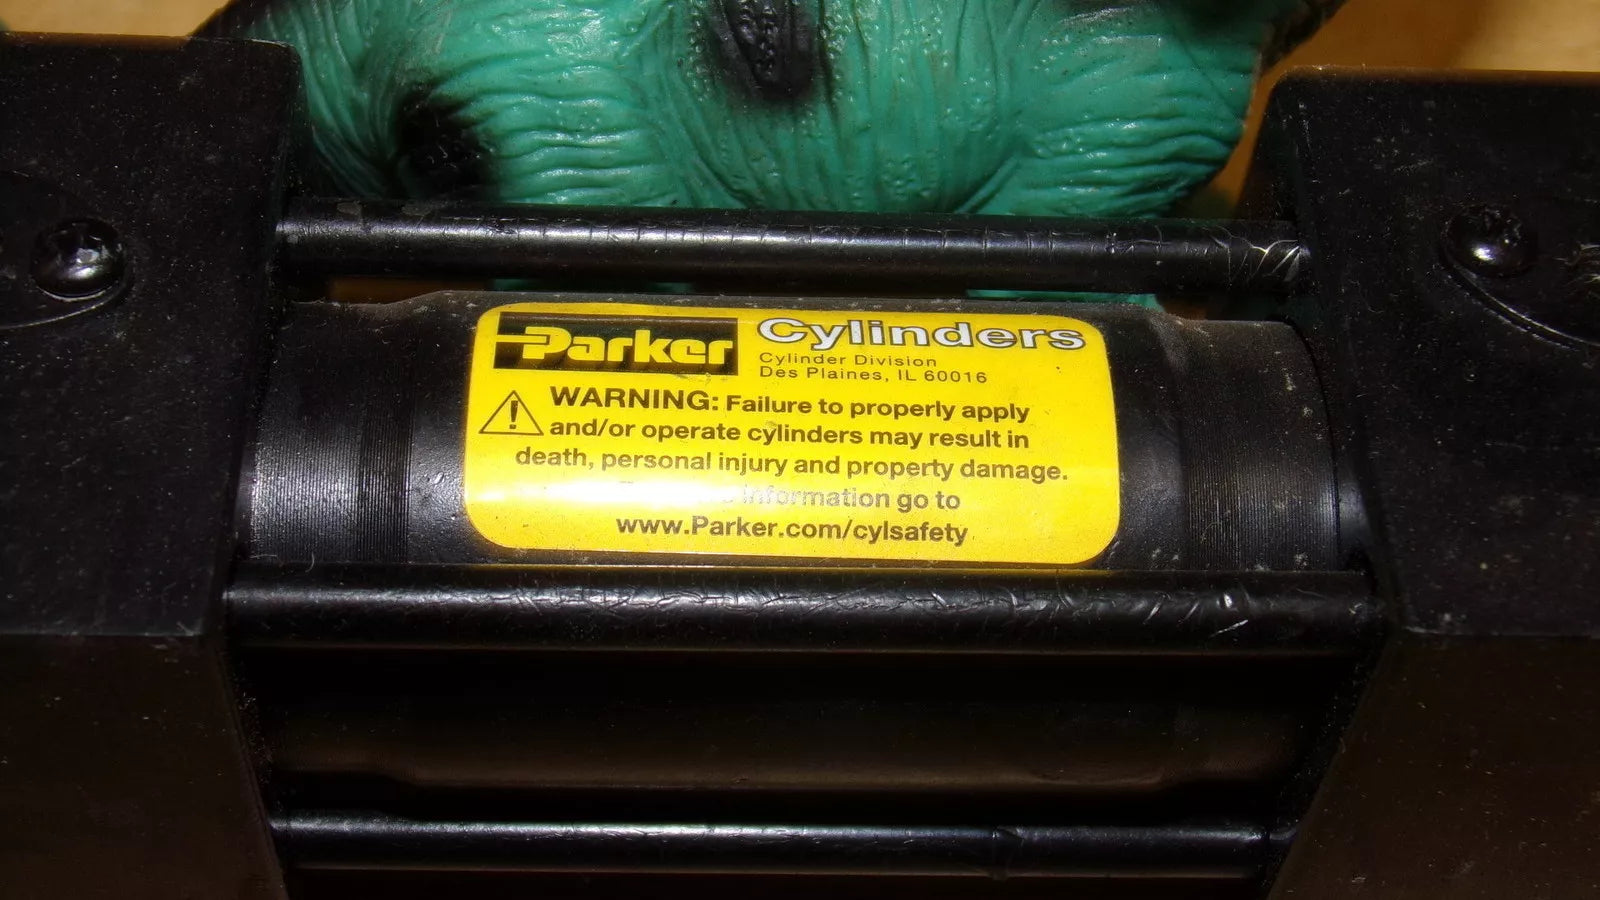 Parker
Cylinders
Cylinder Division
Des Plaines, IL 60016
WARNING: Failure to properly apply
and/or operate cylinders may result in
death, personal injury and property damage.
information go to
www.Parker.com/cylsafety